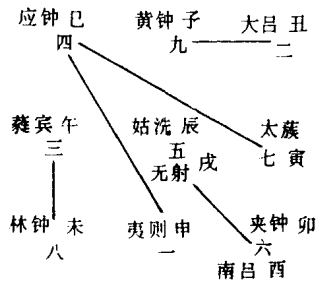 应钟 巳
四
黄钟 子
九
大吕 丑
二
蕤宾 午
三
姑洗 辰
五
无射 戌
太蔟
七 寅
林钟 未
八
夷则 申
一
夹钟 卯
六
南吕 酉